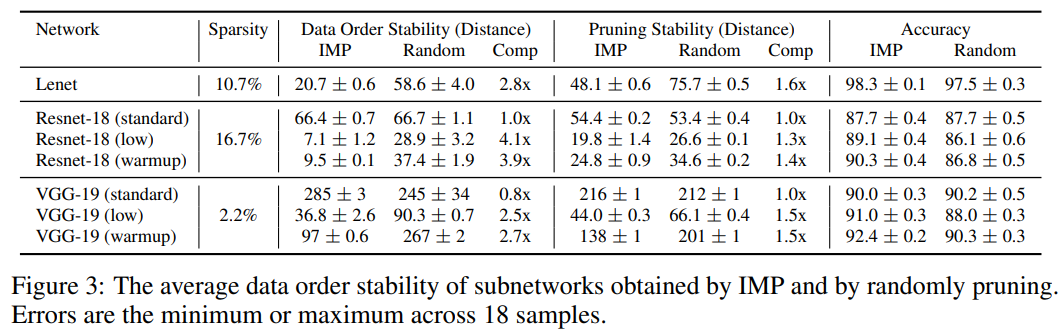 Network Sparsity Data Order Stability (Distance) Pruning Stability (Distance) Accuracy
IMP Random Comp IMP Random Comp IMP Random
Lenet 10.7% 20.7 ± 0.6 58.6 ± 4.0 2.8x 48.1 ± 0.6 75.7 ± 0.5 1.6x 98.3 ± 0.1 97.5 ± 0.3
Resnet-18 (standard) 66.4 ± 0.7 66.7 ± 1.1 1.0x 54.4 ± 0.2 53.4 ± 0.4 1.0x 87.7 ± 0.4 87.7 ± 0.5
Resnet-18 (low) 16.7% 7.1 ± 1.2 28.9 ± 3.2 4.1x 19.8 ± 1.4 26.6 ± 0.1 1.3x 89.1 ± 0.4 86.1 ± 0.6
Resnet-18 (warmup) 9.5 ± 0.1 37.4 ± 1.9 3.9x 24.8 ± 0.9 34.6 ± 0.2 1.4x 90.3 ± 0.4 86.8 ± 0.5
VGG-19 (standard) 285 ± 3 245 ± 34 0.8x 216 ± 1 212 ± 1 1.0x 90.0 ± 0.3 90.2 ± 0.5
VGG-19 (low) 2.2% 36.8 ± 2.6 90.3 ± 0.7 2.5x 44.0 ± 0.3 66.1 ± 0.4 1.5x 91.0 ± 0.3 88.0 ± 0.3
VGG-19 (warmup) 97 ± 0.6 267 ± 2 2.7x 138 ± 1 201 ± 1 1.5x 92.4 ± 0.2 90.3 ± 0.3
Figure 3: The average data order stability of subnetworks obtained by IMP and by randomly pruning.
Errors are the minimum or maximum across 18 samples.